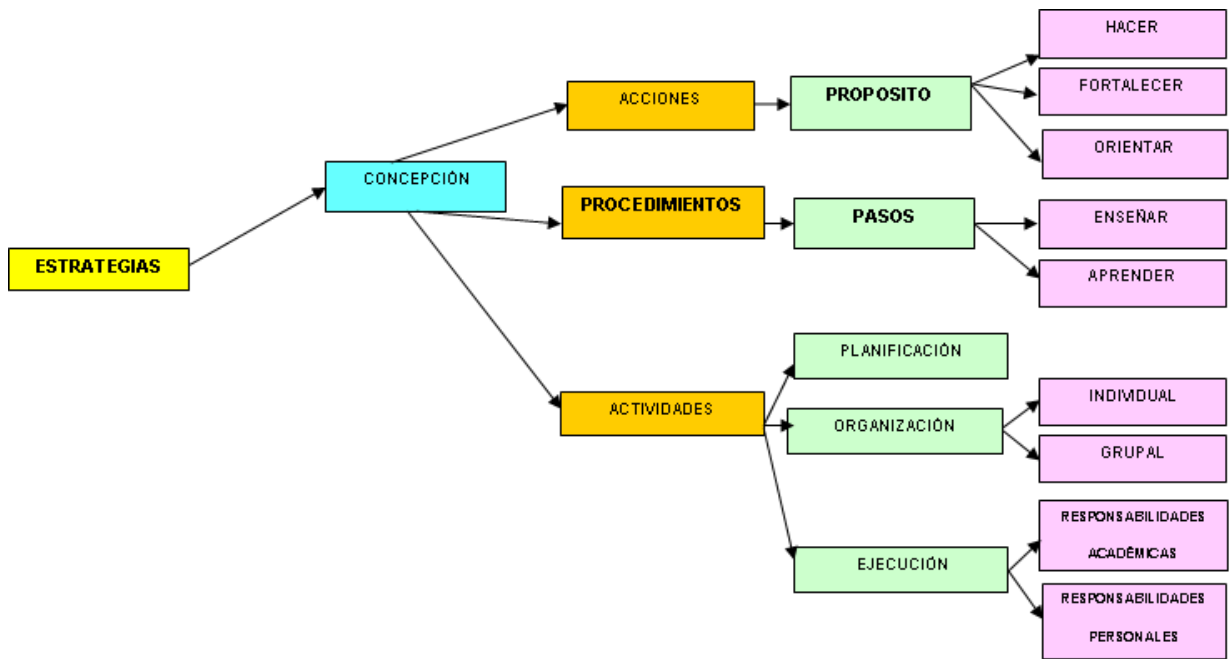 HACER
ACCIONES
PROPOSITO
FORTALECER
ORIENTAR
CONCEPCIÓN
PROCEDIMIENTOS
PASOS
ENSEÑAR
APRENDER
ESTRATEGIAS
PLANIFICACIÓN
ACTIVIDADES
ORGANIZACIÓN
INDIVIDUAL
GRUPAL
EJECUCIÓN
RESPONSABILIDADES
ACADÉMICAS
RESPONSABILIDADES
PERSONALES